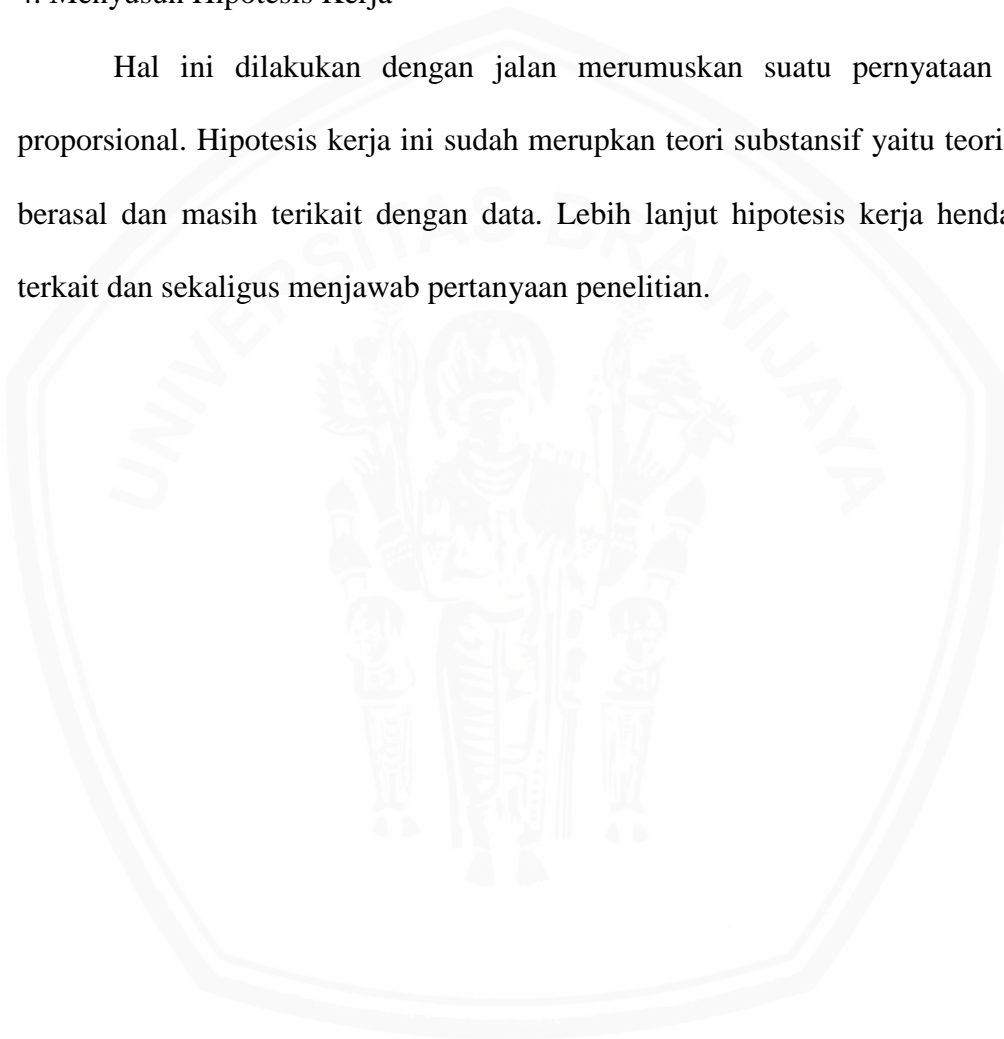 4. Menyusun Hipotesis Kerja
Hal ini dilakukan dengan jalan merumuskan suatu pernyataan
proporsional. Hipotesis kerja ini sudah merupkan teori substansif yaitu teori
berasal dan masih terikait dengan data. Lebih lanjut hipotesis kerja
terkait dan sekaligus menjawab pertanyaan penelitian.
UNIVERSITAS BRAWIJAYA